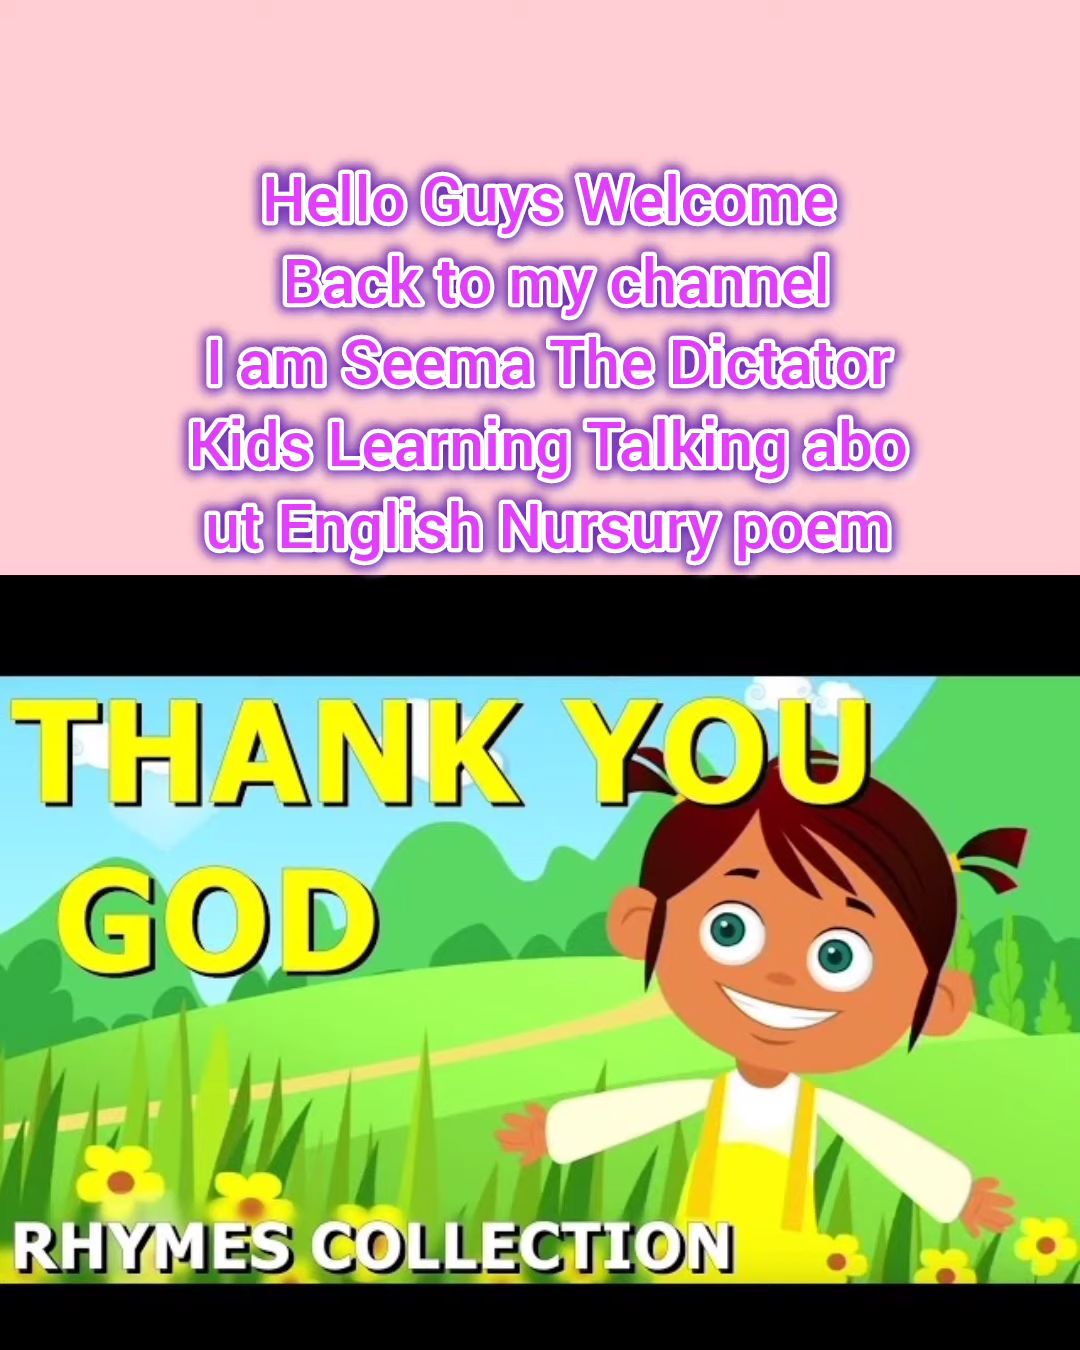 Hello Guys Welcome
Back to my channel
I am Seema The Dictator
Kids Learning Talking abo
ut English Nursury poem
THANK YOU
GOD
RHYMES COLLECTION